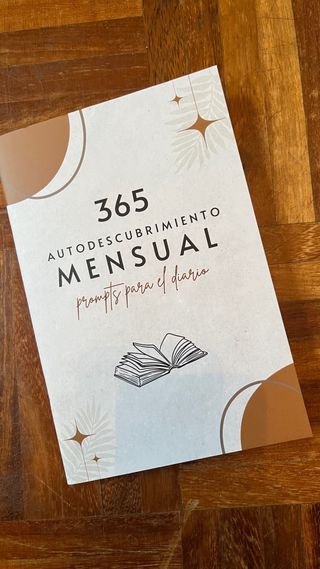 365
AUTODESCUBRIMIENTO
MENSUAL
prompts para el diario